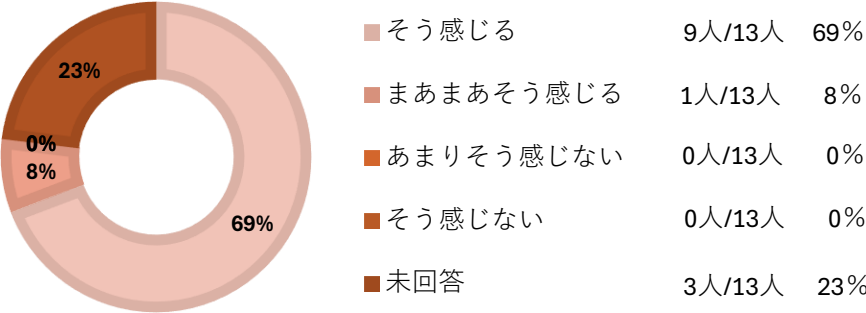 23%
0%
8%
69%
そう感じる 9人/13人 69%
まあまあそう感じる 1人/13人 8%
あまりそう感じない 0人/13人 0%
そう感じない 0人/13人 0%
未回答 3人/13人 23%